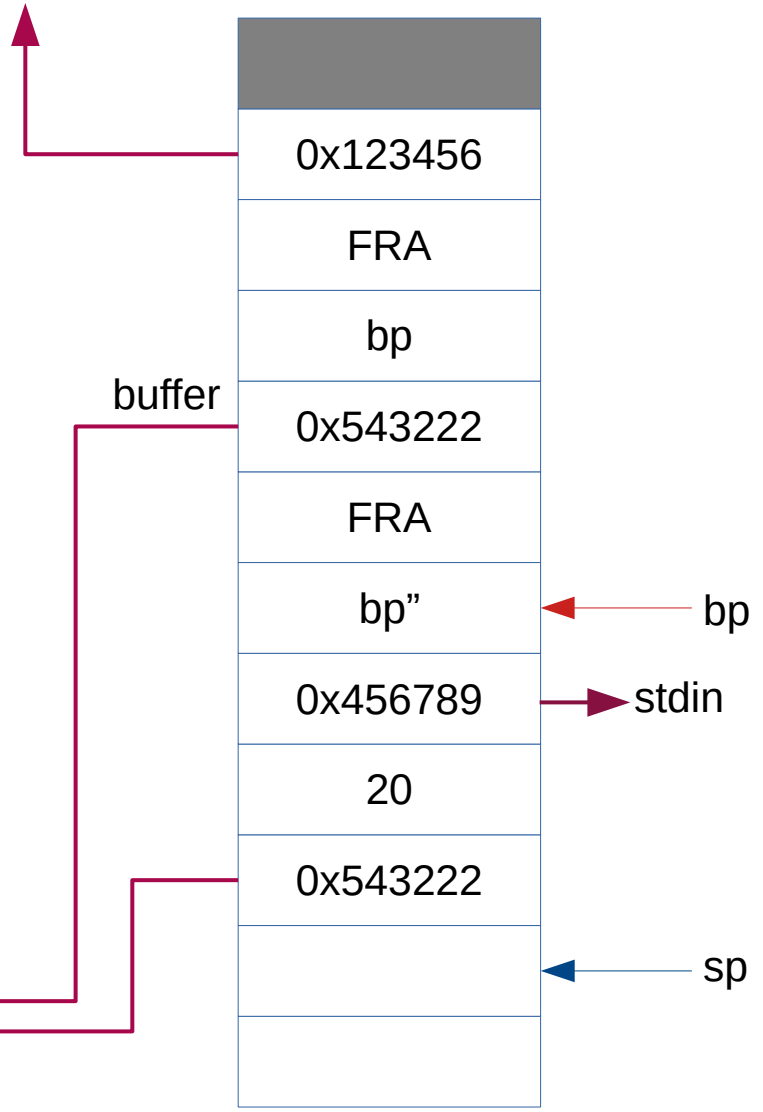 0x123456
FRA
bp
buffer
0x543222
FRA
bp”
bp
0x456789
stdin
20
0x543222
sp